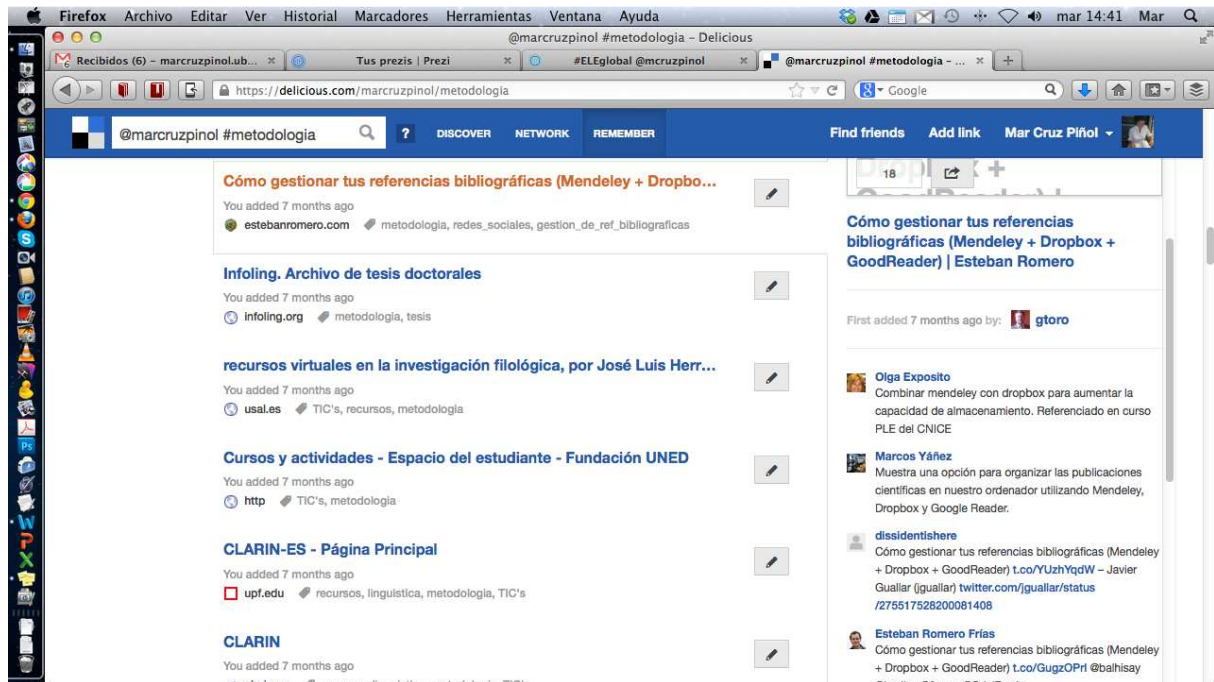 Firefox Archivo Editar Ver Historial Marcadores Herramientas Ventana Ayuda mar 14:41 Mar
@marcruzpinol #metodologia – Delicious
Recibidos (6) – marcruzpinol.ub... × Tus prezis | Prezi × #ELEglobal @mcruzpinol × @marcruzpinol #metodologia – ... × +
https://delicious.com/marcruzpinol/metodologia Google
@marcruzpinol #metodologia ? DISCOVER NETWORK REMEMBER Find friends Add link Mar Cruz Piñol
Cómo gestionar tus referencias bibliográficas (Mendeley + Dropbo...
You added 7 months ago
estebanromero.com metodologia, redes_sociales, gestion_de_ref_bibliograficas
Infoling. Archivo de tesis doctorales
You added 7 months ago
infoling.org metodologia, tesis
recursos virtuales en la investigación filológica, por José Luis Herr...
You added 7 months ago
usal.es TIC's, recursos, metodologia
Cursos y actividades - Espacio del estudiante - Fundación UNED
You added 7 months ago
http TIC's, metodologia
CLARIN-ES - Página Principal
You added 7 months ago
upf.edu recursos, linguistica, metodologia, TIC's
CLARIN
You added 7 months ago
18
Cómo gestionar tus referencias
bibliográficas (Mendeley + Dropbox +
GoodReader) | Esteban Romero
First added 7 months ago by: gtoro
Olga Exposito
Combinar mendeley con dropbox para aumentar la
capacidad de almacenamiento. Referenciado en curso
PLE del CNICE
Marcos Yáñez
Muestra una opción para organizar las publicaciones
científicas en nuestro ordenador utilizando Mendeley,
Dropbox y Google Reader.
dissidentishere
Cómo gestionar tus referencias bibliográficas (Mendeley
+ Dropbox + GoodReader) t.co/YUzhYqdW – Javier
Guallar (jguallar) twitter.com/jguallar/status
/275517528200081408
Esteban Romero Frías
Cómo gestionar tus referencias bibliográficas (Mendeley
+ Dropbox + GoodReader) t.co/GugzOPrl @balhisay